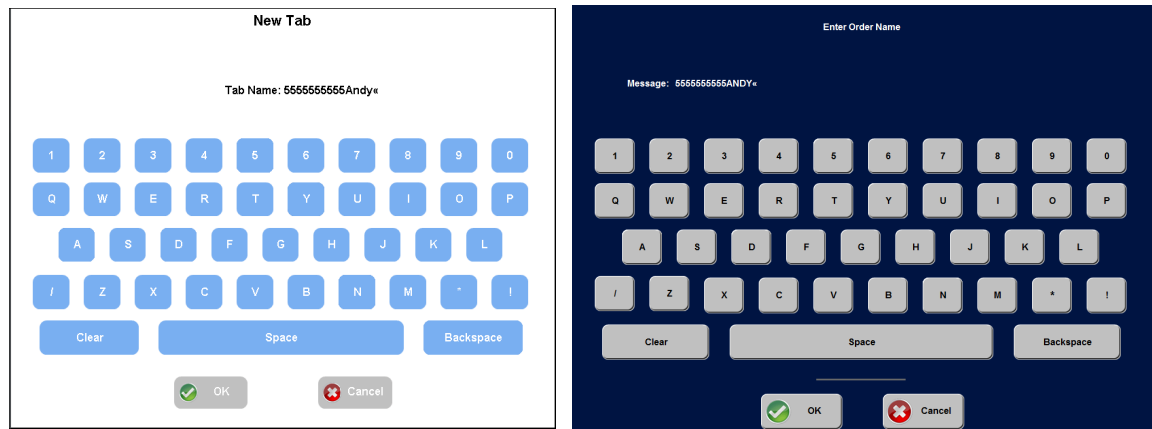 New Tab
Tab Name: 5555555555Andy«
1 2 3 4 5 6 7 8 9 0
Q W E R T Y U I O P
A S D F G H J K L
/ Z X C V B N M " !
Clear Space Backspace
OK Cancel
Enter Order Name
Message: 5555555555ANDY«
1 2 3 4 5 6 7 8 9 0
Q W E R T Y U I O P
A S D F G H J K L
/ Z X C V B N M * !
Clear Space Backspace
OK Cancel